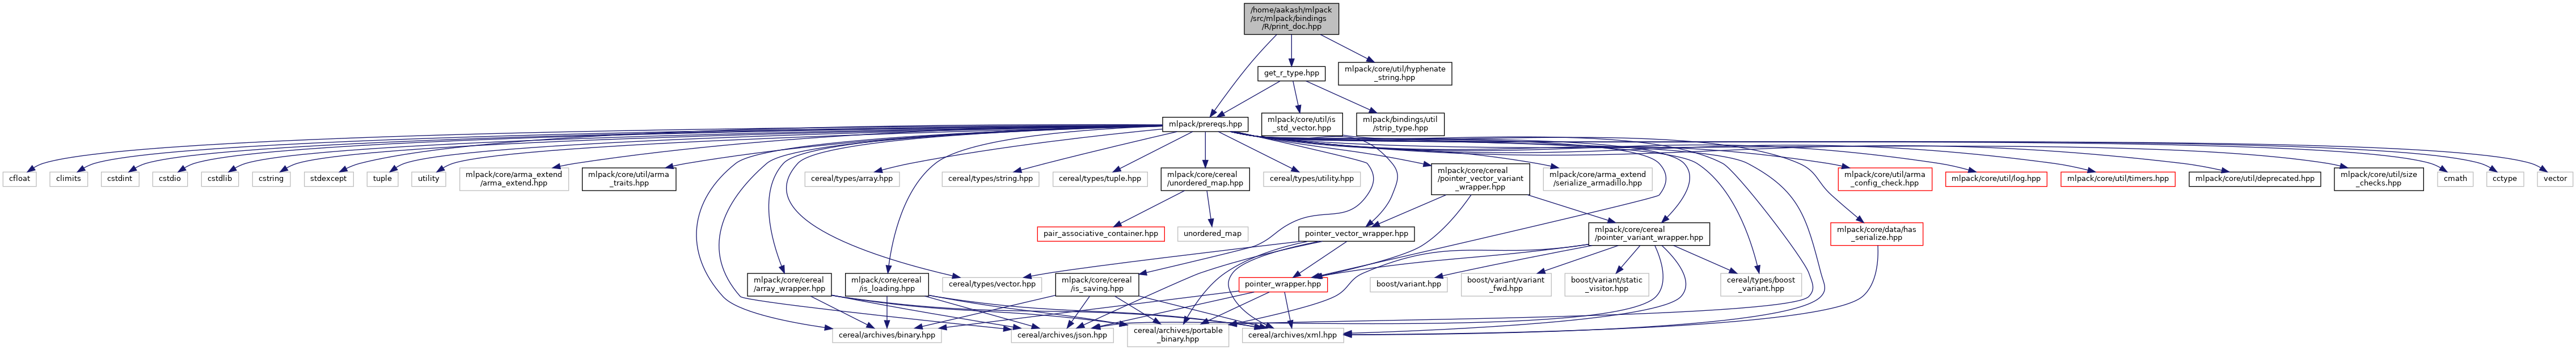 /home/aakash/mlpack
/src/mlpack/bindings
/R/print_doc.hpp
get_r_type.hpp
mlpack/core/util/hyphenate
_string.hpp
mlpack/prereqs.hpp
mlpack/core/util/is
_std_vector.hpp
mlpack/bindings/util
/strip_type.hpp
cfloat
climits
cstdint
cstdio
cstdlib
cstring
stdexcept
tuple
utility
mlpack/core/arma_extend
/arma_extend.hpp
mlpack/core/util/arma
_traits.hpp
cereal/types/array.hpp
cereal/types/string.hpp
cereal/types/tuple.hpp
mlpack/core/cereal
/unordered_map.hpp
cereal/types/utility.hpp
mlpack/core/cereal
/pointer_vector_variant
_wrapper.hpp
mlpack/core/arma_extend
/serialize_armadillo.hpp
mlpack/core/util/arma
_config_check.hpp
mlpack/core/util/log.hpp
mlpack/core/util/timers.hpp
mlpack/core/util/deprecated.hpp
mlpack/core/util/size
_checks.hpp
cmath
cctype
vector
pair_associative_container.hpp
unordered_map
pointer_vector_wrapper.hpp
mlpack/core/cereal
/pointer_variant_wrapper.hpp
mlpack/core/data/has
_serialize.hpp
mlpack/core/cereal
/array_wrapper.hpp
mlpack/core/cereal
/is_loading.hpp
cereal/types/vector.hpp
mlpack/core/cereal
/is_saving.hpp
pointer_wrapper.hpp
boost/variant.hpp
boost/variant/variant
_fwd.hpp
boost/variant/static
_visitor.hpp
cereal/types/boost
_variant.hpp
cereal/archives/binary.hpp
cereal/archives/json.hpp
cereal/archives/portable
_binary.hpp
cereal/archives/xml.hpp